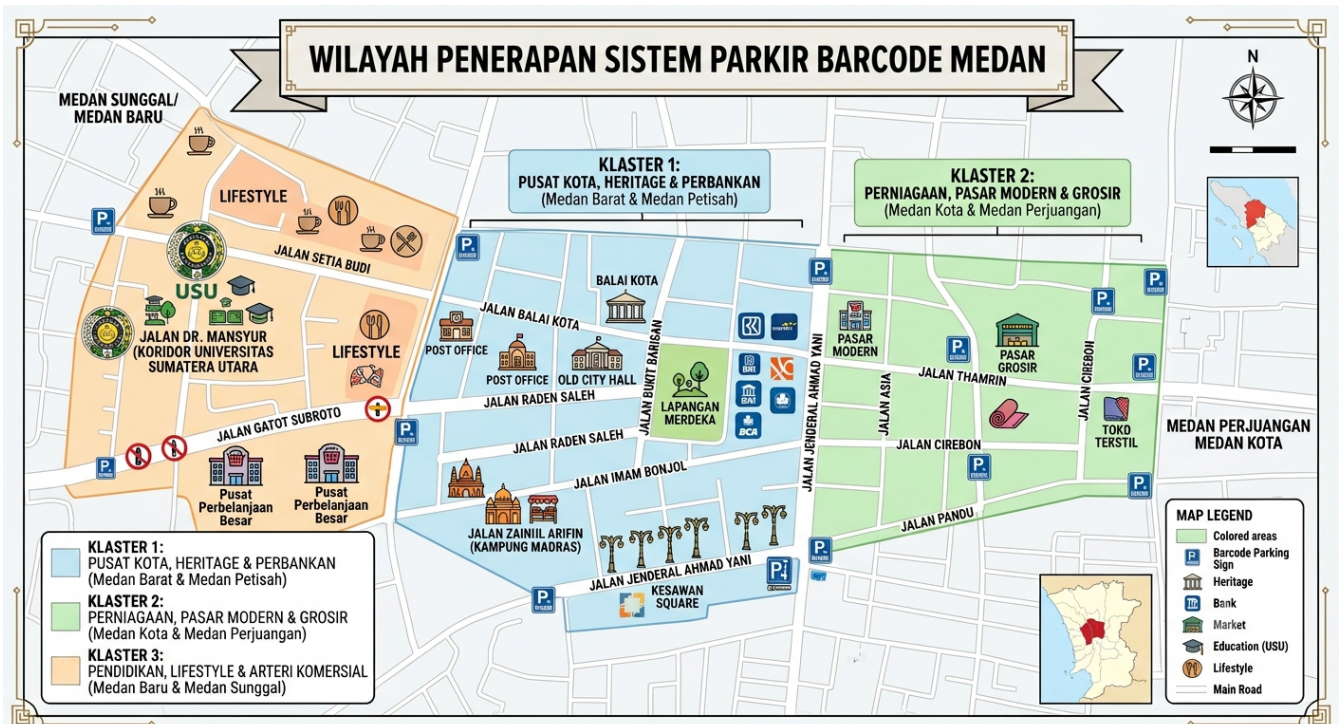 WILAYAH PENERAPAN SISTEM PARKIR BARCODE MEDAN
N
MEDAN SUNGGAL/
MEDAN BARU
KLASTER 1:
PUSAT KOTA, HERITAGE & PERBANKAN
(Medan Barat & Medan Petisah)
KLASTER 2:
PERNIAGAAN, PASAR MODERN & GROSIR
(Medan Kota & Medan Perjuangan)
LIFESTYLE
JALAN SETIA BUDI
USU
JALAN DR. MANSYUR
(KORIDOR UNIVERSITAS
SUMATERA UTARA
LIFESTYLE
JALAN GATOT SUBROTO
Pusat
Perbelanjaan
Besar
Pusat
Perbelanjaan
Besar
BALAI KOTA
JALAN BALAI KOTA
POST OFFICE
POST OFFICE
OLD CITY HALL
JALAN BUKIT BARIGAN
LAPANGAN
MERDEKA
BCA
JALAN RADEN SALEH
JALAN RADEN SALEH
JALAN IMAM BONJOL
JALAN ZAINIIL ARIFIN
(KAMPUNG MADRAS)
JALAN JENDERAL AHMAD YANI
KESAWAN
SQUARE
JALAN JENDERAL AHMAD YANI
PASAR
MODERN
PASAR
GROSIR
JALAN THAMRIN
JALAN ASIA
JALAN CIREBON
JALAN CIREBON
TOKO
TERSTIL
JALAN PANDU
MEDAN PERJUANGAN
MEDAN KOTA
KLASTER 1:
PUSAT KOTA, HERITAGE & PERBANKAN
(Medan Barat & Medan Petisah)
KLASTER 2:
PERNIAGAAN, PASAR MODERN & GROSIR
(Medan Kota & Medan Perjuangan)
KLASTER 3:
PENDIDIKAN, LIFESTYLE & ARTERI KOMERSIAL
(Medan Baru & Medan Sunggal)
MAP LEGEND
Colored areas
Barcode Parking
Sign
Heritage
Bank
Market
Education (USU)
Lifestyle
Main Road